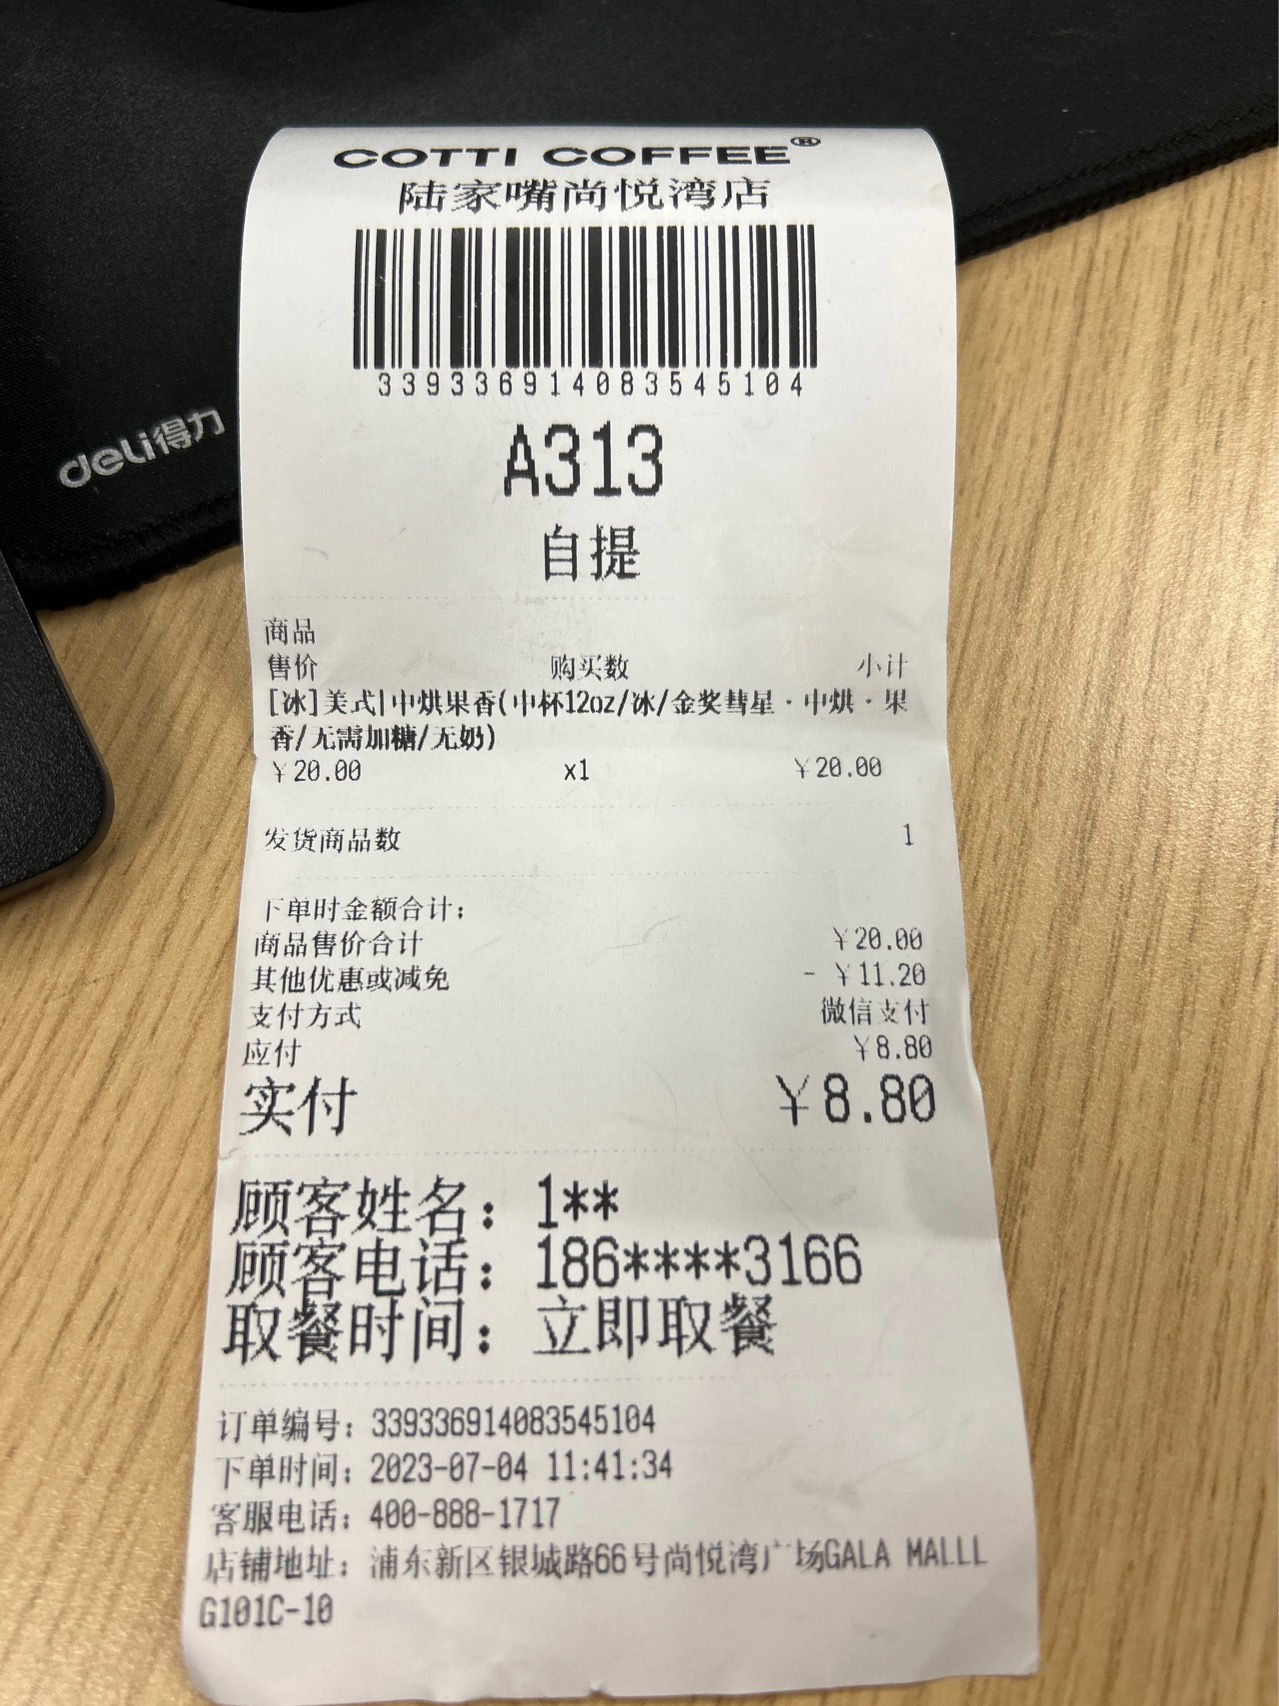 COTTI COFFEE®
陆家嘴尚悦湾店
339336914083545104
A313
自提
商品
售价 购买数 小计
[冰]美式|中烘果香(中杯12oz/冰/金奖彗星·中烘·果
香/无需加糖/无奶)
￥20.00 x1 ￥20.00
发货商品数 1
下单时金额合计：
商品售价合计 ￥20.00
其他优惠或减免 - ￥11.20
支付方式 微信支付
应付 ￥8.80
实付 ￥8.80
顾客姓名：1**
顾客电话：186****3166
取餐时间：立即取餐
订单编号：339336914083545104
下单时间：2023-07-04 11:41:34
客服电话：400-888-1717
店铺地址：浦东新区银城路66号尚悦湾广场GALA MALLL
G101C-10
deli得力